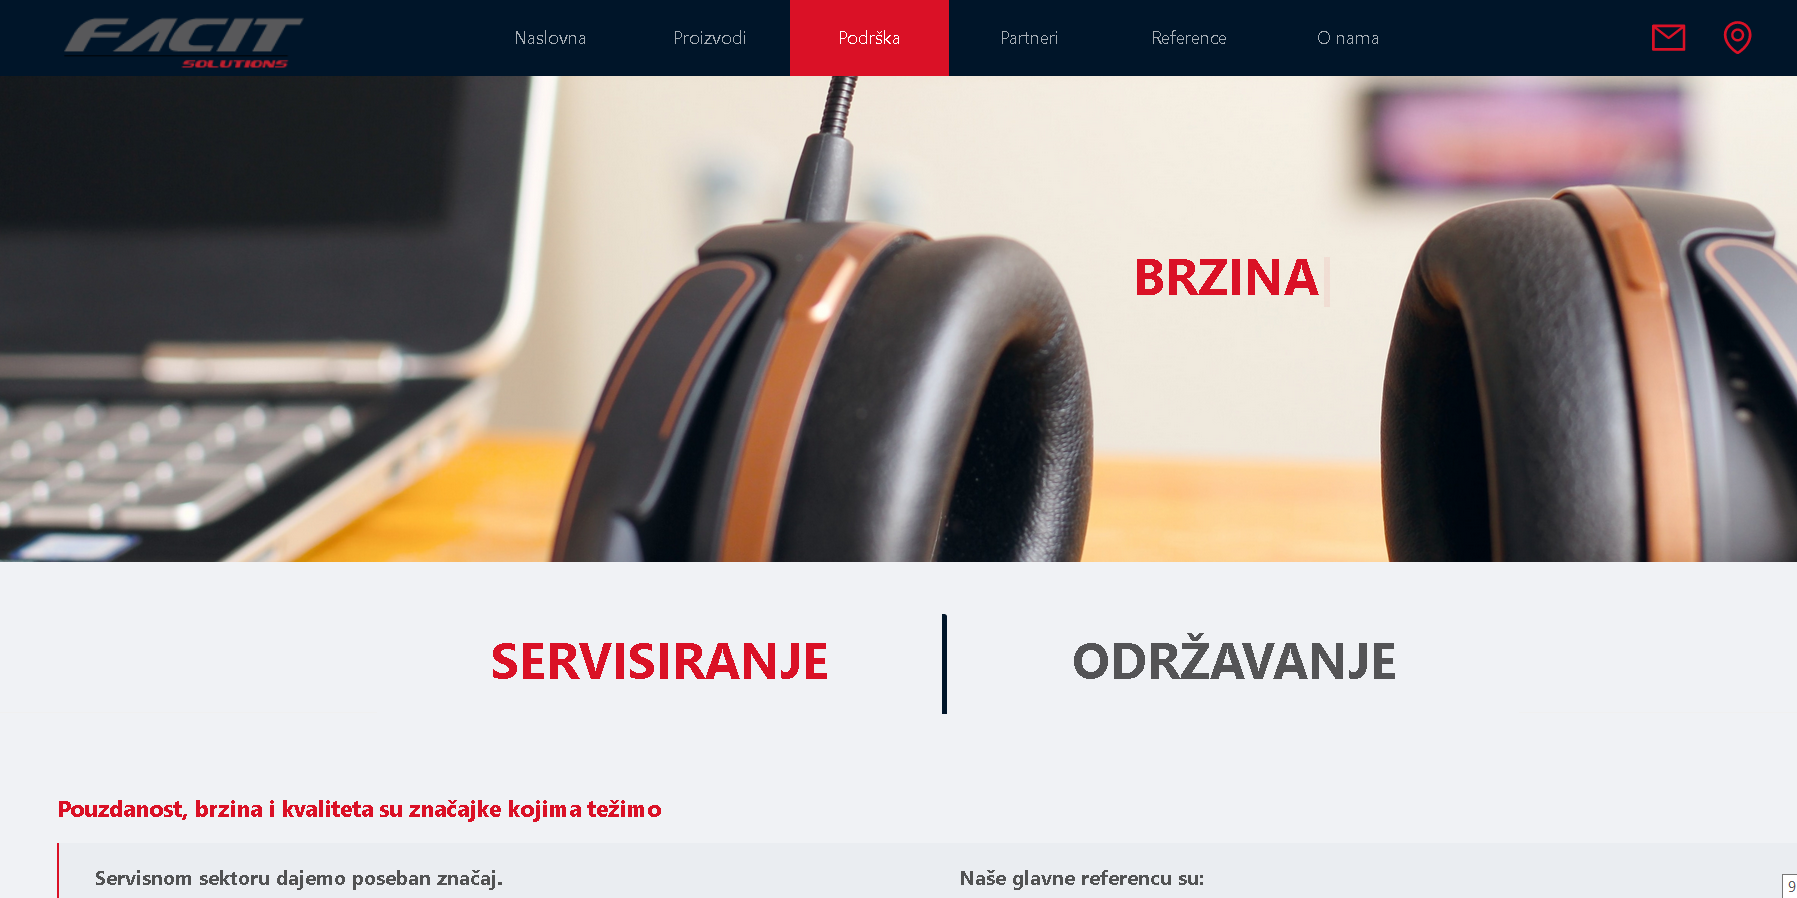 FACIT
SOLUTIONS
Naslovna
Proizvodi
Podrška
Partneri
Reference
O nama
BRZINA
SERVISIRANJE
ODRŽAVANJE
Pouzdanost, brzina i kvaliteta su značajke kojima težimo
Servisnom sektoru dajemo poseban značaj.
Naše glavne referencu su:
9